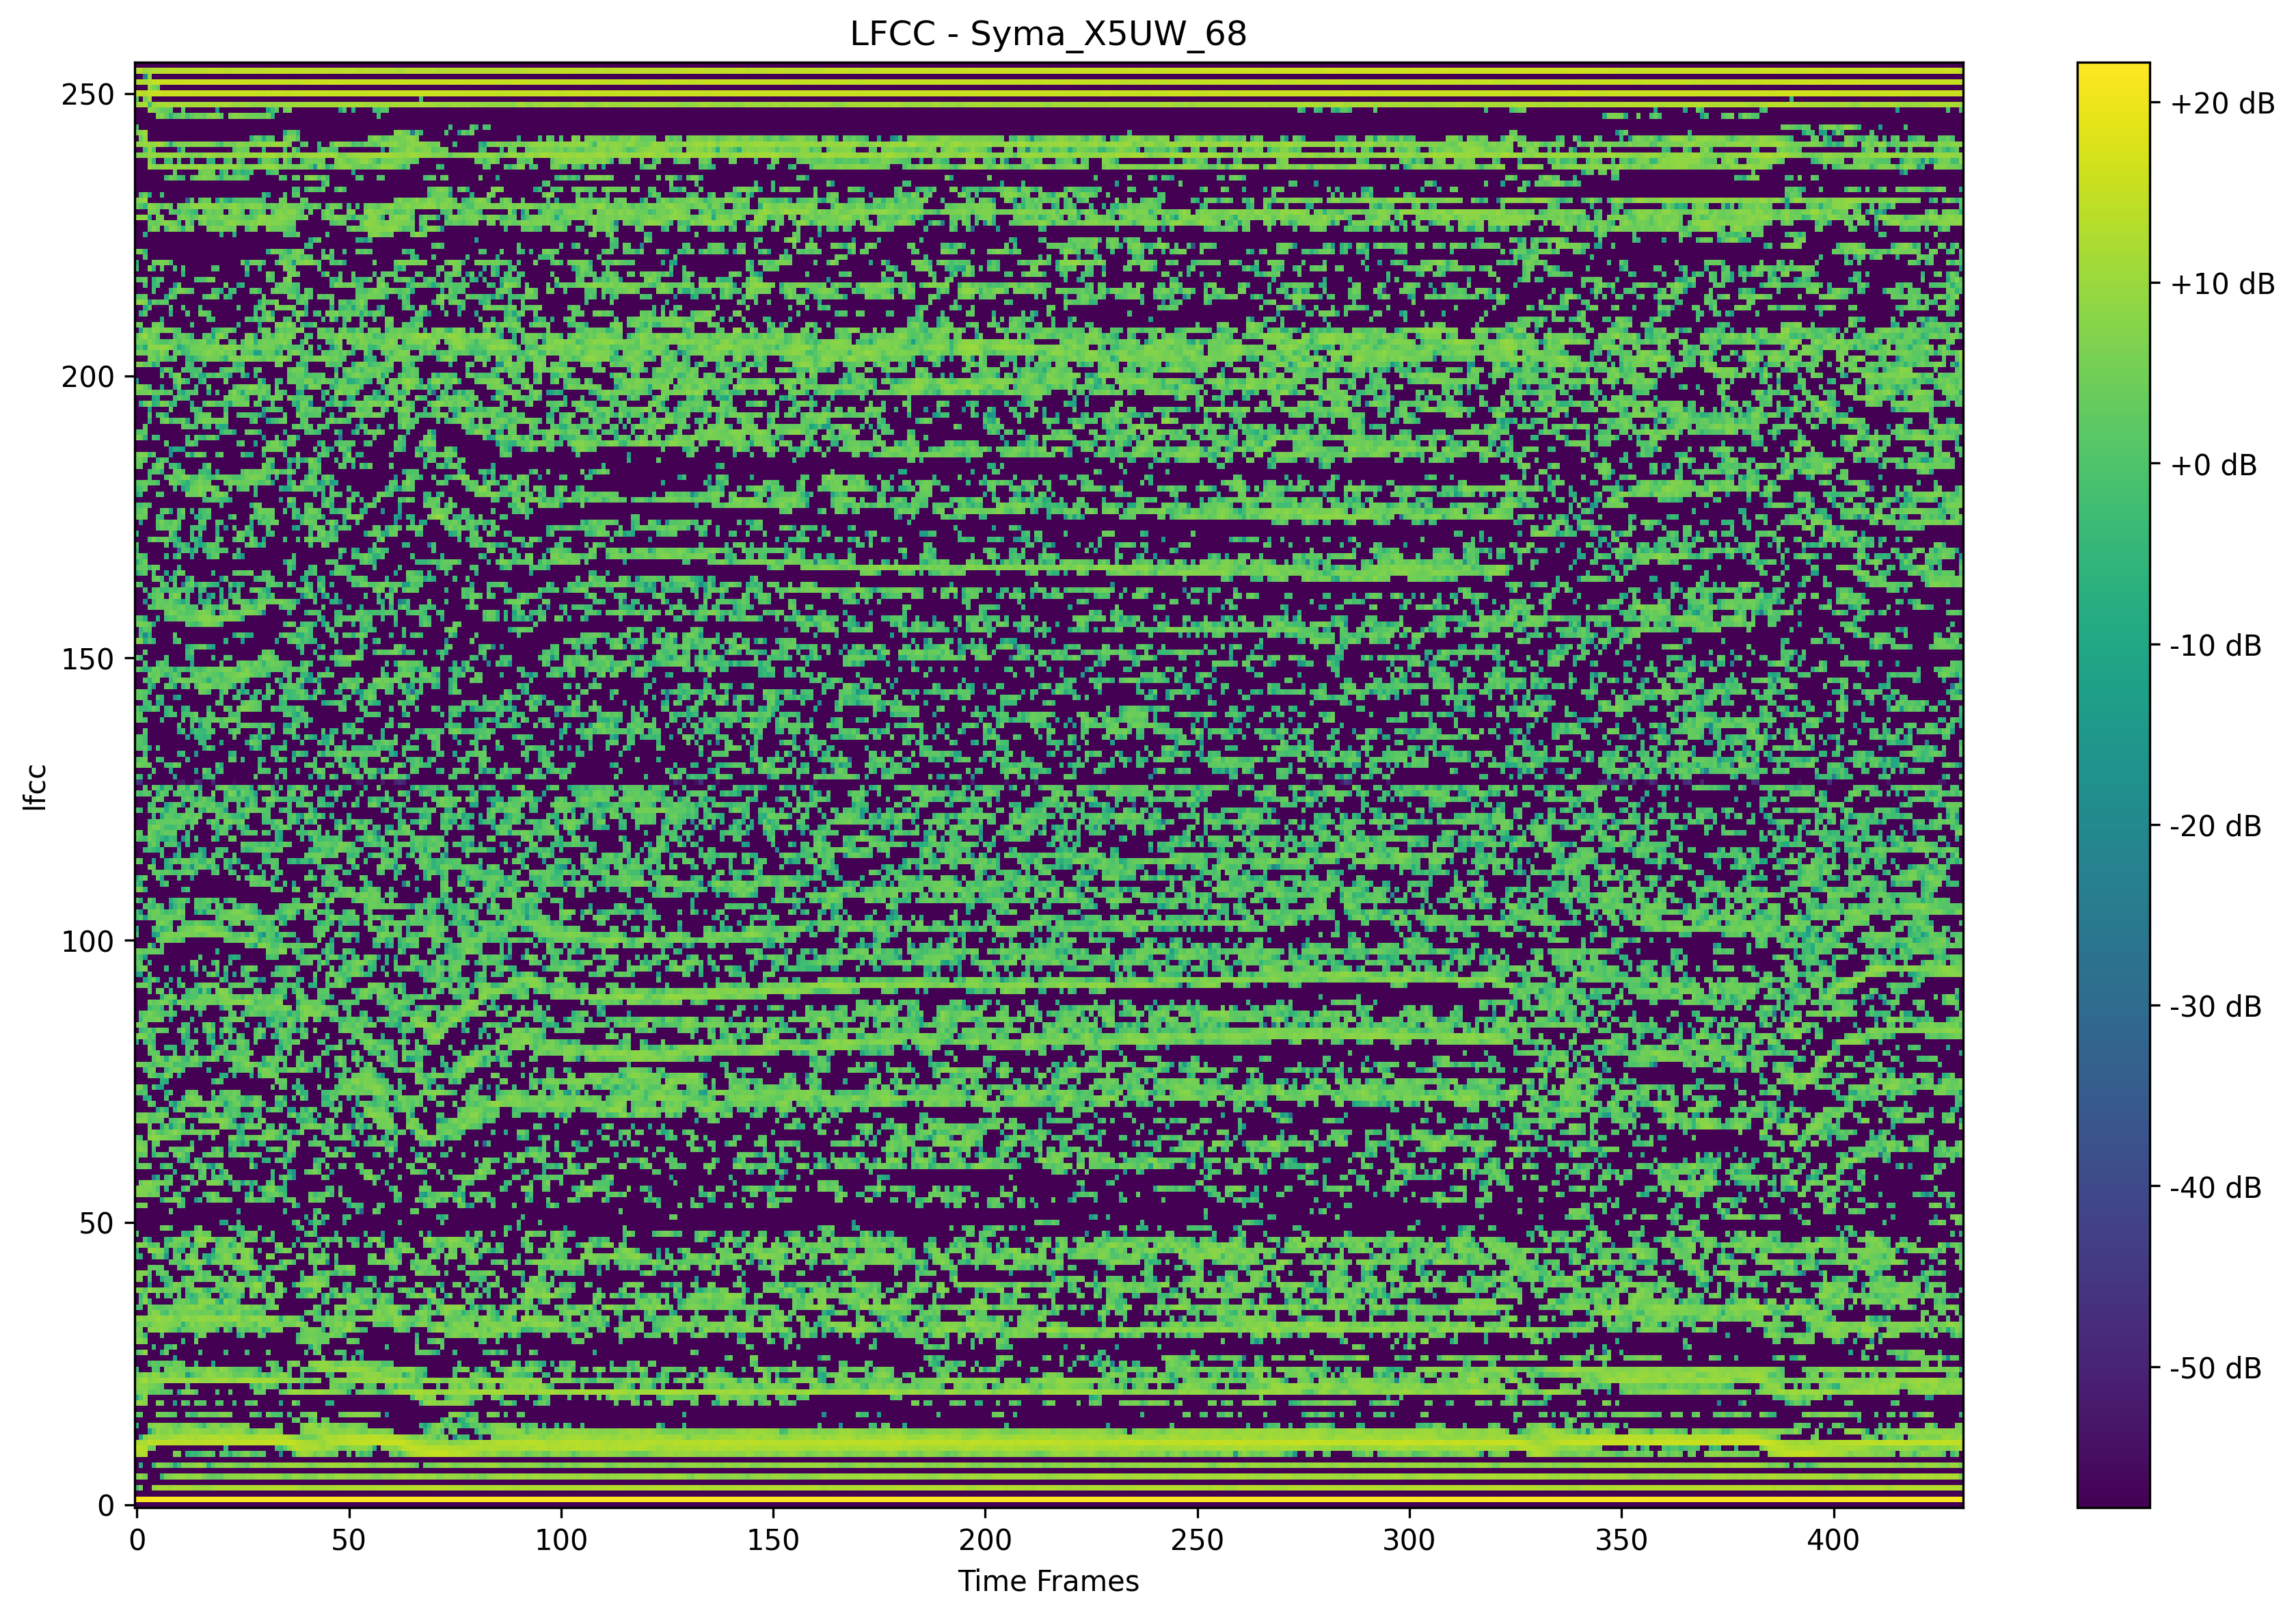 LFCC - Syma_X5UW_68
250
200
150
100
50
0
lfcc
0 50 100 150 200 250 300 350 400
Time Frames
+20 dB
+10 dB
+0 dB
-10 dB
-20 dB
-30 dB
-40 dB
-50 dB